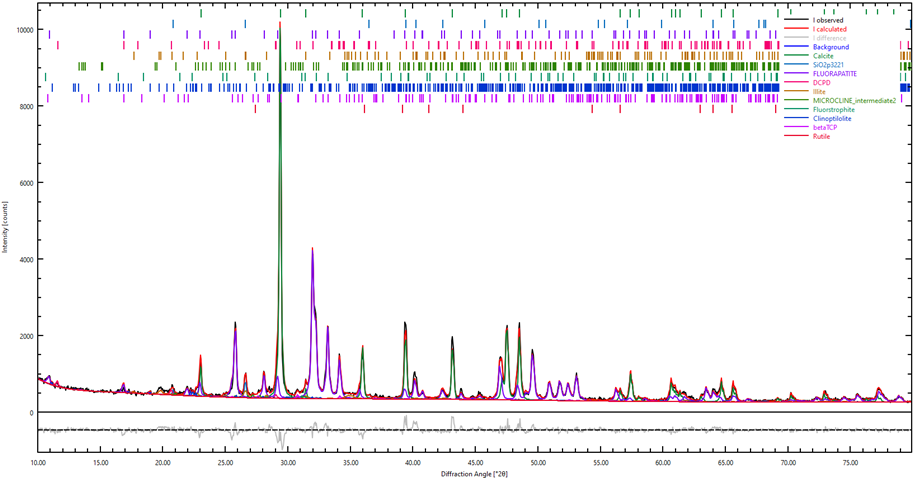 10000
8000
6000
4000
2000
0
Intensity [counts]
I observed
I calculated
I difference
Background
Calcite
SiO2p3221
FLUORAPATITE
DCPD
Illite
MICROCLINE_intermediate2
Fluorstrophite
Clinoptilolite
betaTCP
Rutile
10.00 15.00 20.00 25.00 30.00 35.00 40.00 45.00 50.00 55.00 60.00 65.00 70.00 75.00
Diffraction Angle [°2θ]